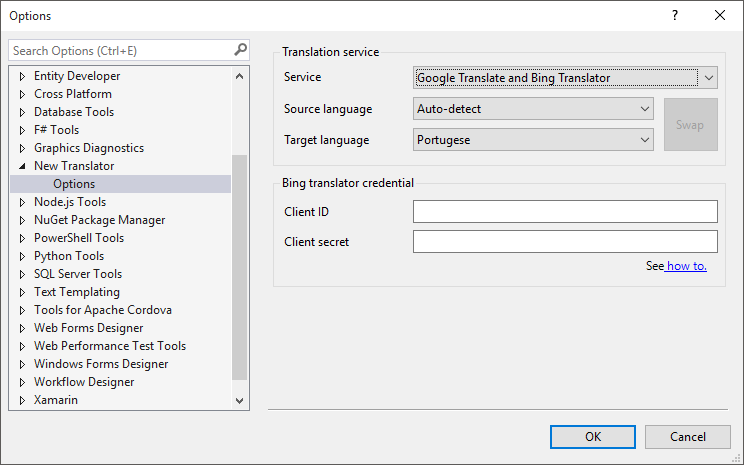 Options
Search Options (Ctrl+E)
Entity Developer
Cross Platform
Database Tools
F# Tools
Graphics Diagnostics
New Translator
Options
Node.js Tools
NuGet Package Manager
PowerShell Tools
Python Tools
SQL Server Tools
Text Templating
Tools for Apache Cordova
Web Forms Designer
Web Performance Test Tools
Windows Forms Designer
Workflow Designer
Xamarin
Translation service
Service Google Translate and Bing Translator
Source language Auto-detect
Swap
Target language Portugese
Bing translator credential
Client ID
Client secret
See how to.
OK Cancel